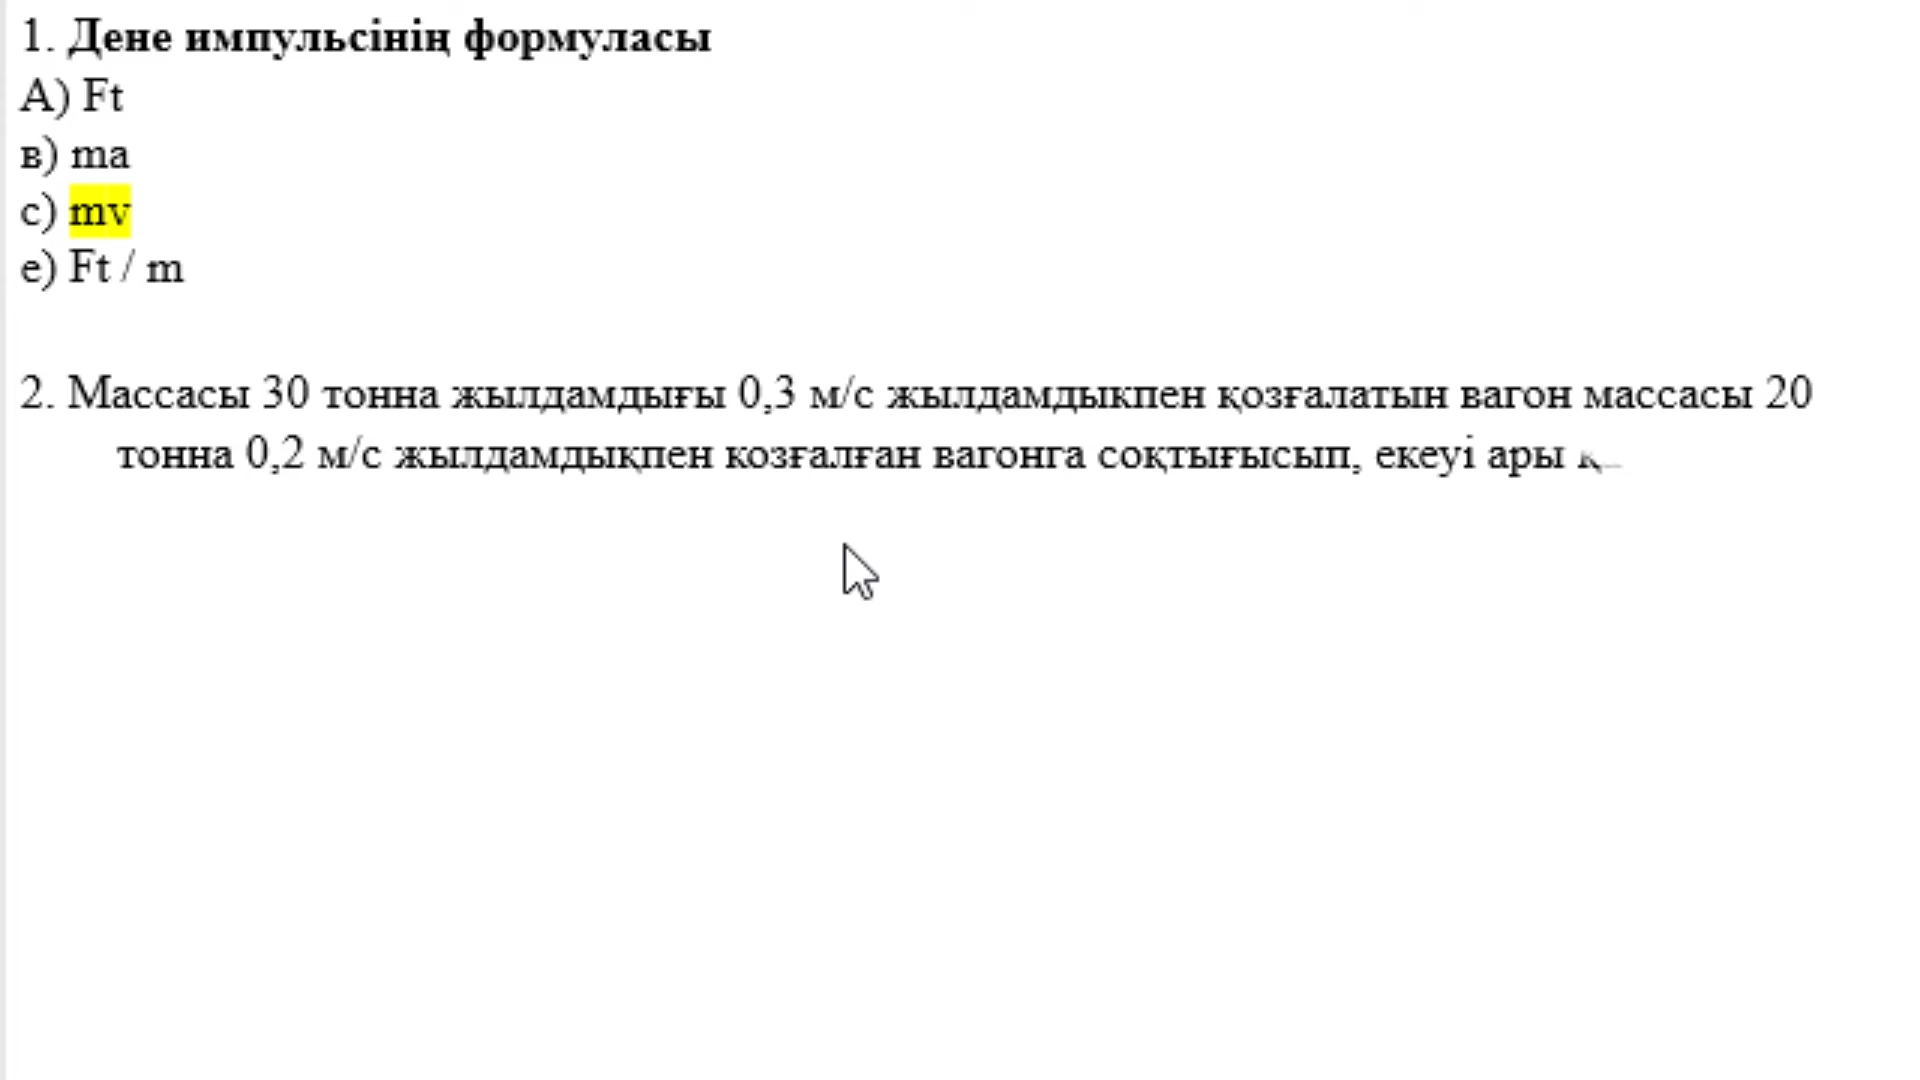 1. Дене импульсінің формуласы
А) Ft
в) ma
с) mv
е) Ft / m
2. Массасы 30 тонна жылдамдығы 0,3 м/с жылдамдыкпен қозғалатын вагон массасы 20
тонна 0,2 м/с жылдамдықпен козғалған вагонга соқтығысып, екеуі ары